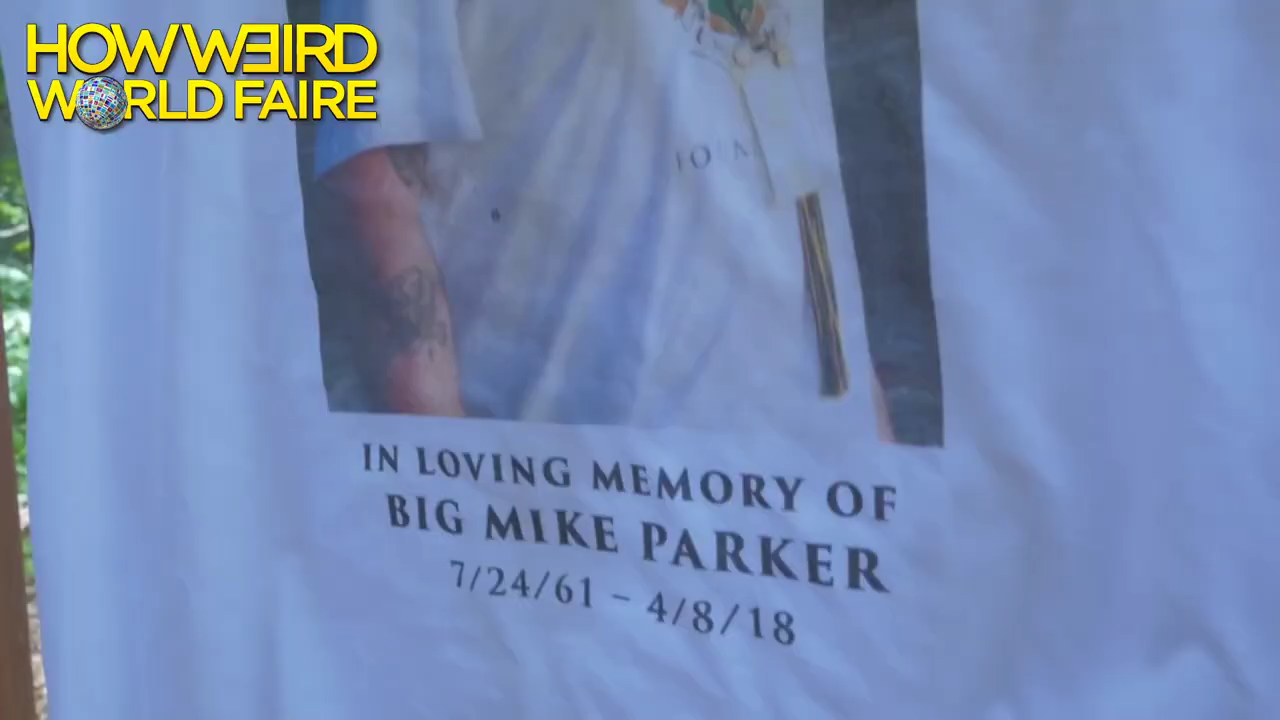 HOW WEIRD
WORLD FAIRE
IN LOVING MEMORY OF
BIG MIKE PARKER
7/24/61 – 4/8/18